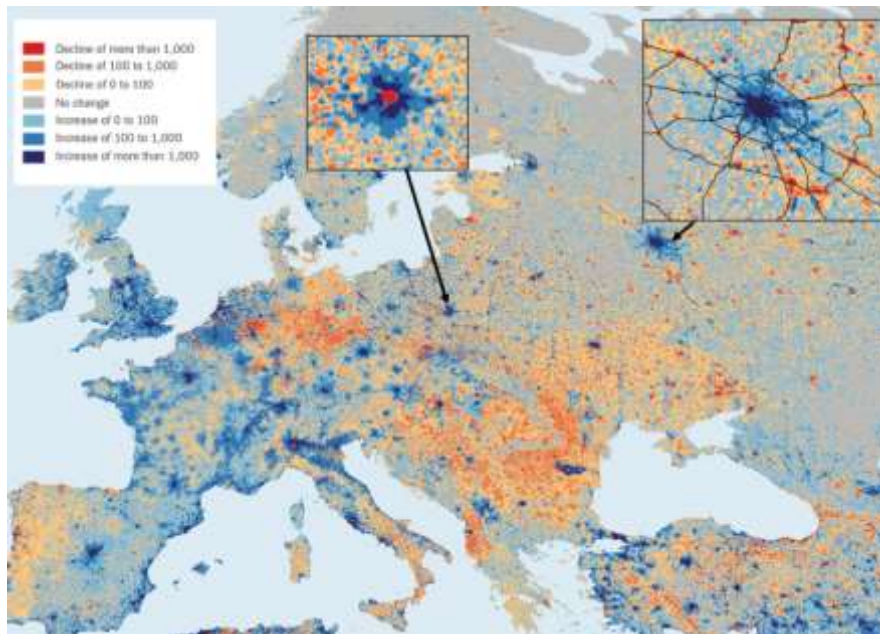 Decline of more than 1,000
Decline of 100 to 1,000
Decline of 0 to 100
No change
Increase of 0 to 100
Increase of 100 to 1,000
Increase of more than 1,000